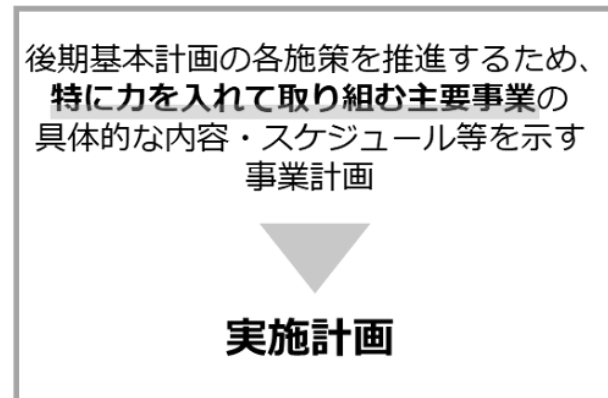 後期基本計画の各施策を推進するため、
特に力を入れて取り組む主要事業の
具体的な内容・スケジュール等を示す
事業計画
実施計画